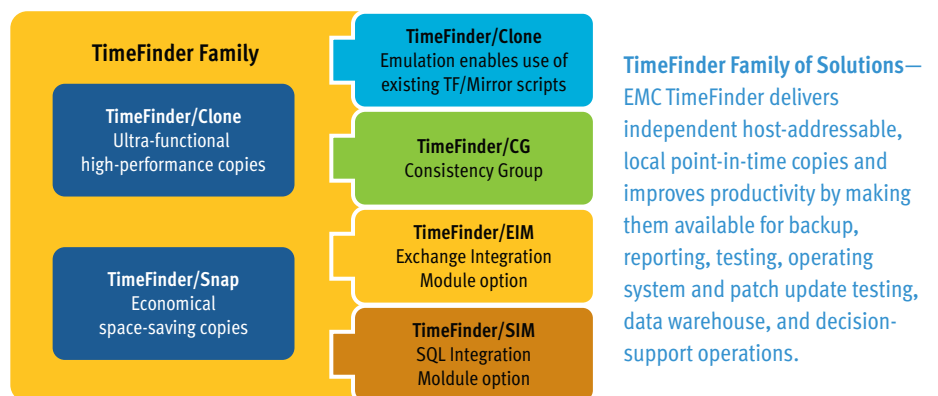 TimeFinder Family
TimeFinder/Clone
Ultra-functional
high-performance copies
TimeFinder/Snap
Economical
space-saving copies
TimeFinder/Clone
Emulation enables use of
existing TF/Mirror scripts
TimeFinder/CG
Consistency Group
TimeFinder/EIM
Exchange Integration
Module option
TimeFinder/SIM
SQL Integration
Moldule option
TimeFinder Family of Solutions—
EMC TimeFinder delivers
independent host-addressable,
local point-in-time copies and
improves productivity by making
them available for backup,
reporting, testing, operating
system and patch update testing,
data warehouse, and decision-
support operations.